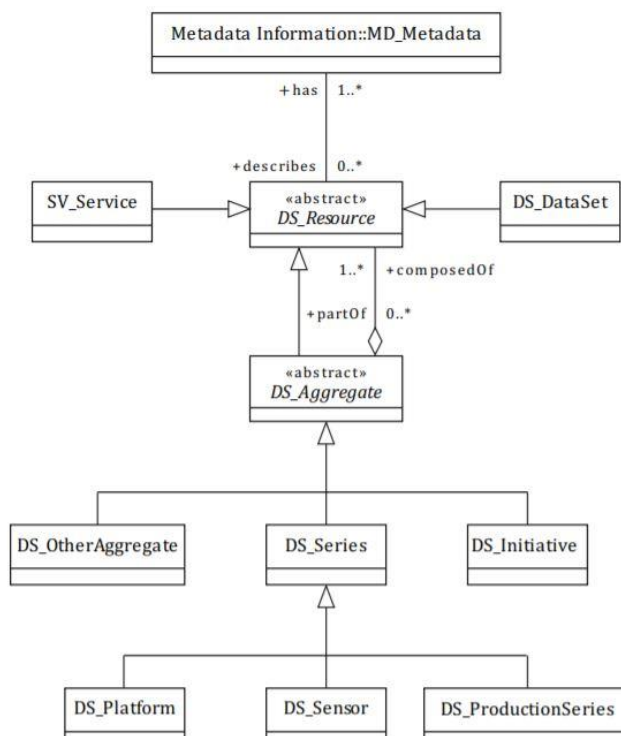 Metadata Information::MD_Metadata
+has 1..*
+describes 0..*
SV_Service
«abstract»
DS_Resource
DS_DataSet
1..* +composedOf
+partOf 0..*
«abstract»
DS_Aggregate
DS_OtherAggregate
DS_Series
DS_Initiative
DS_Platform
DS_Sensor
DS_ProductionSeries